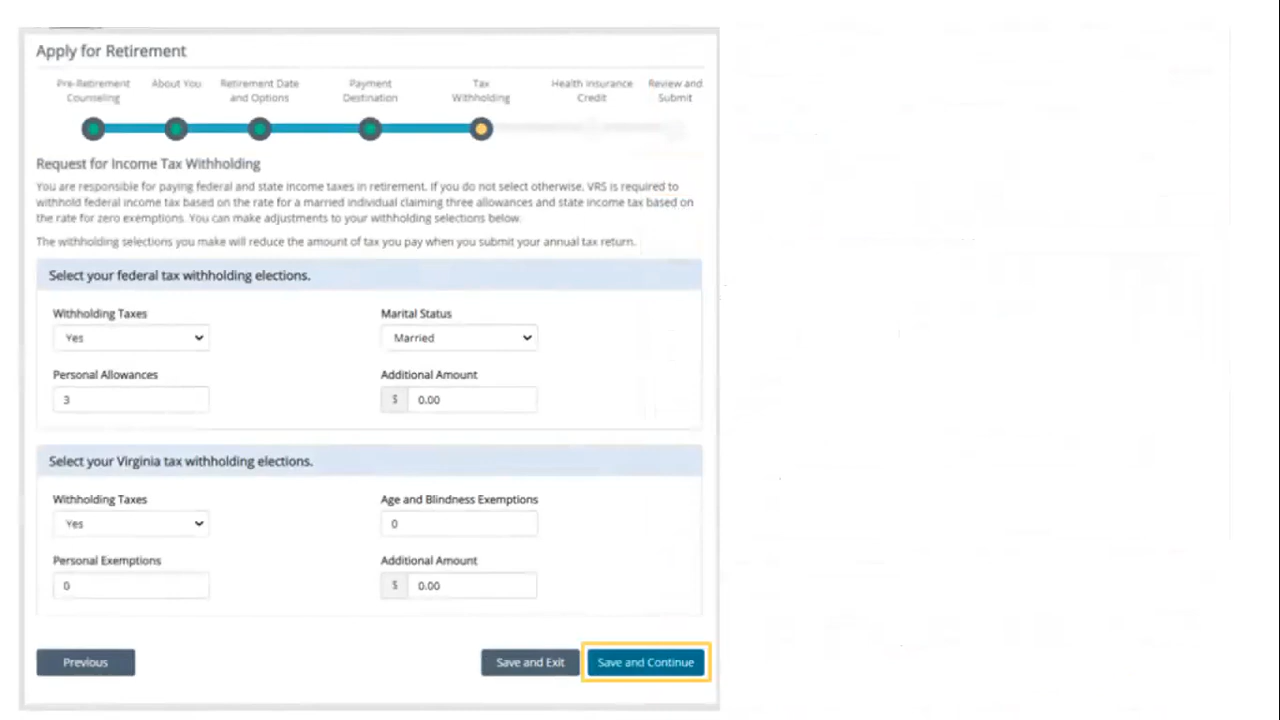 Apply for Retirement
Pre-Retirement Counseling
About You
Retirement Date and Options
Payment Destination
Tax Withholding
Health Insurance Credit
Review and Submit
Request for Income Tax Withholding
You are responsible for paying federal and state income taxes in retirement. If you do not select otherwise, VRS is required to
withhold federal income tax based on the rate for a married individual claiming three allowances and state income tax based on
the rate for zero exemptions. You can make adjustments to your withholding selections below.
The withholding selections you make will reduce the amount of tax you pay when you submit your annual tax return.
Select your federal tax withholding elections.
Withholding Taxes Marital Status
Yes Married
Personal Allowances Additional Amount
3 $ 0.00
Select your Virginia tax withholding elections.
Withholding Taxes Age and Blindness Exemptions
Yes 0
Personal Exemptions Additional Amount
0 $ 0.00
Previous Save and Exit Save and Continue